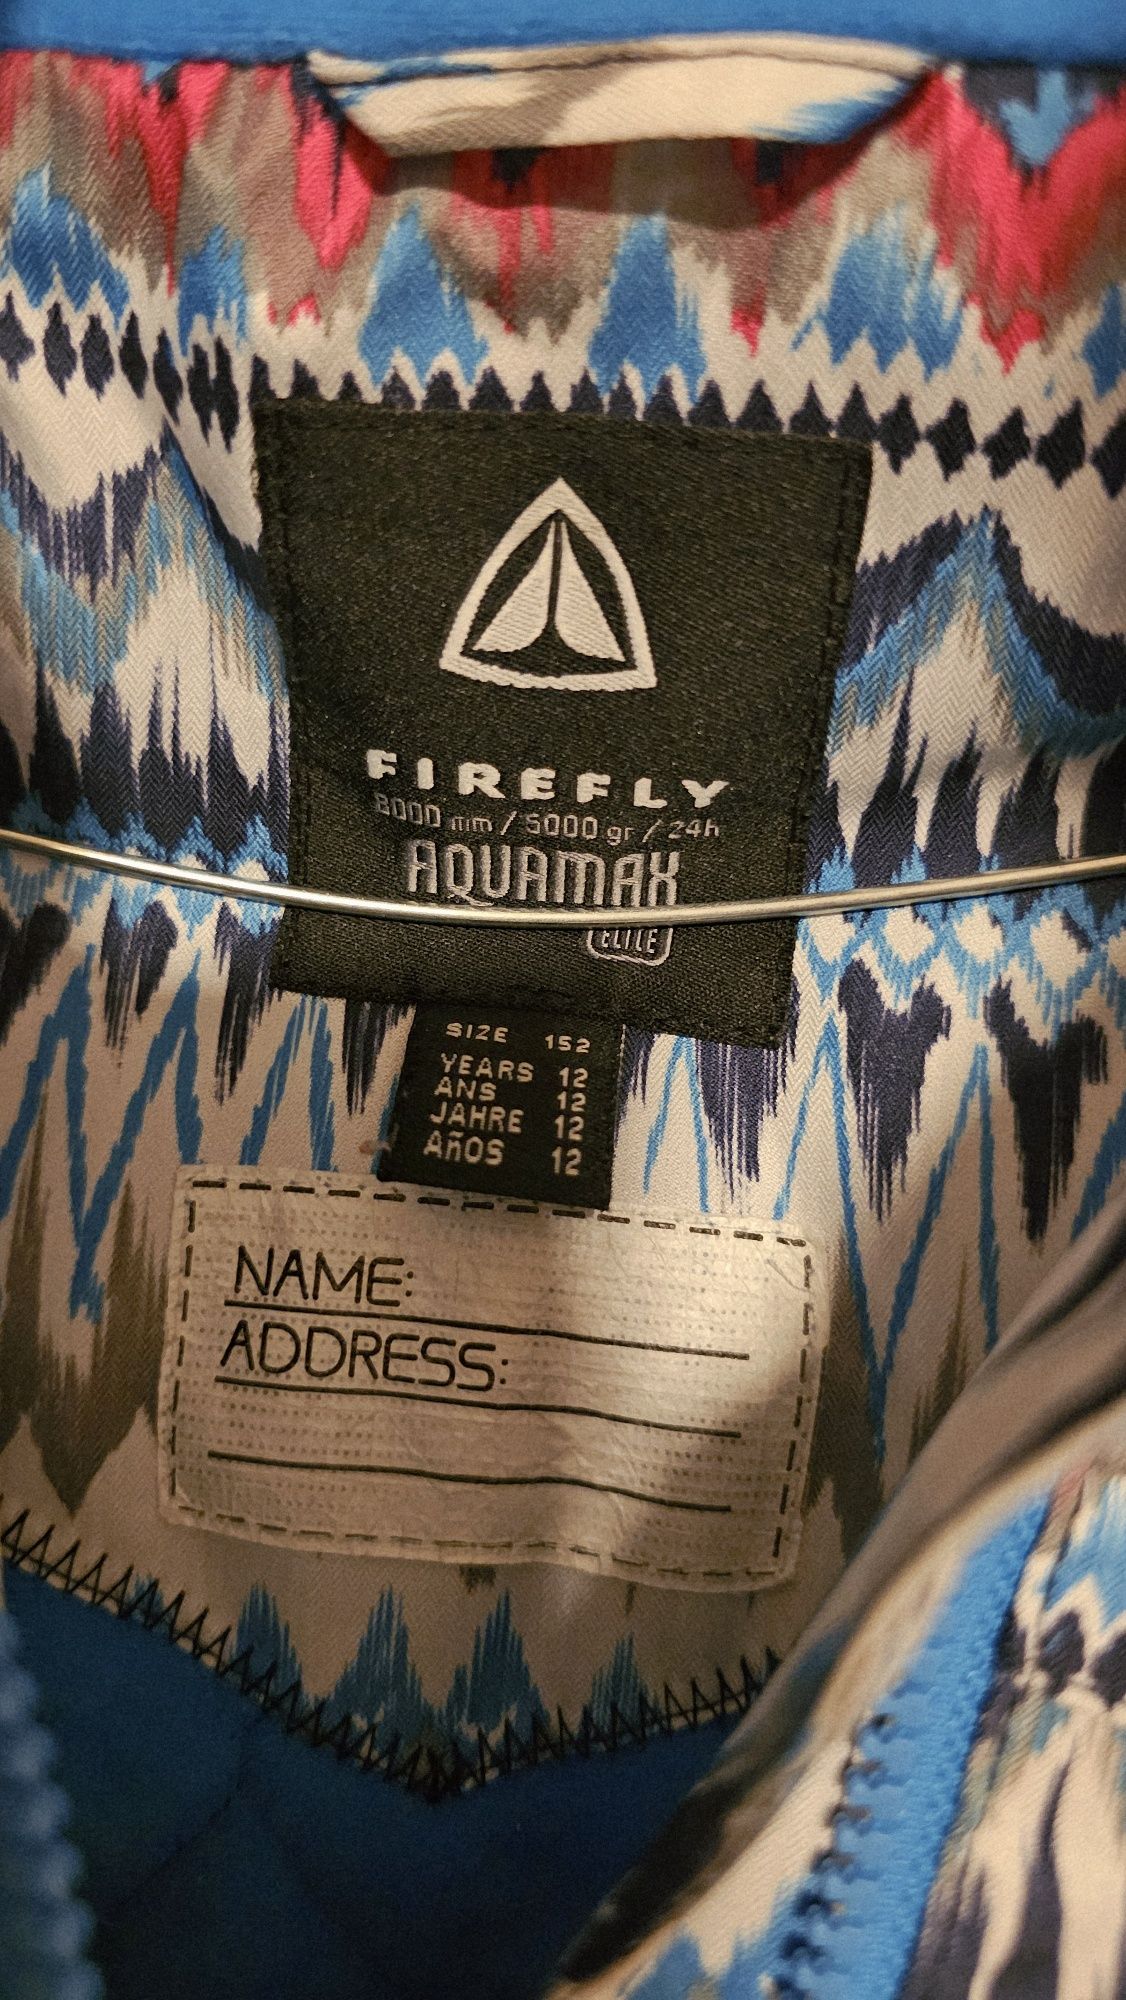 FIREFLY
8000 mm / 5000 gr / 24h
AQUAMAX
ELITE
SIZE 152
YEARS 12
ANS 12
JAHRE 12
AÑOS 12
NAME:
ADDRESS: